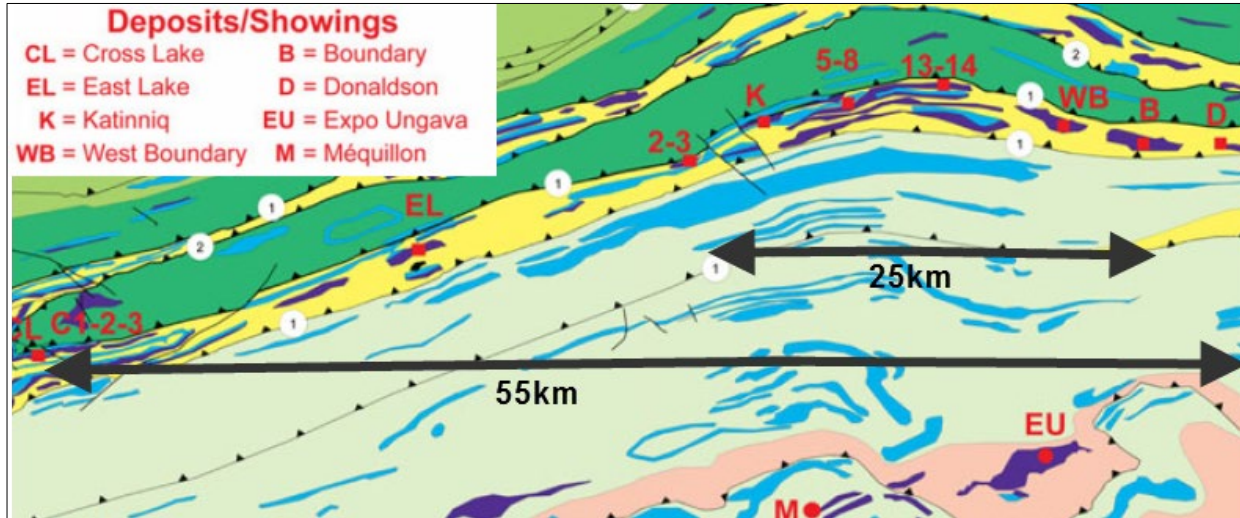 Deposits/Showings
CL = Cross Lake
B = Boundary
EL = East Lake
D = Donaldson
K = Katinniq
EU = Expo Ungava
WB = West Boundary
M = Méquillon
2
5-8
13-14
1
WB
K
B
D
2-3
1
1
1
EL
2
25km
1
C1-2-3
1
CL
55km
EU
M